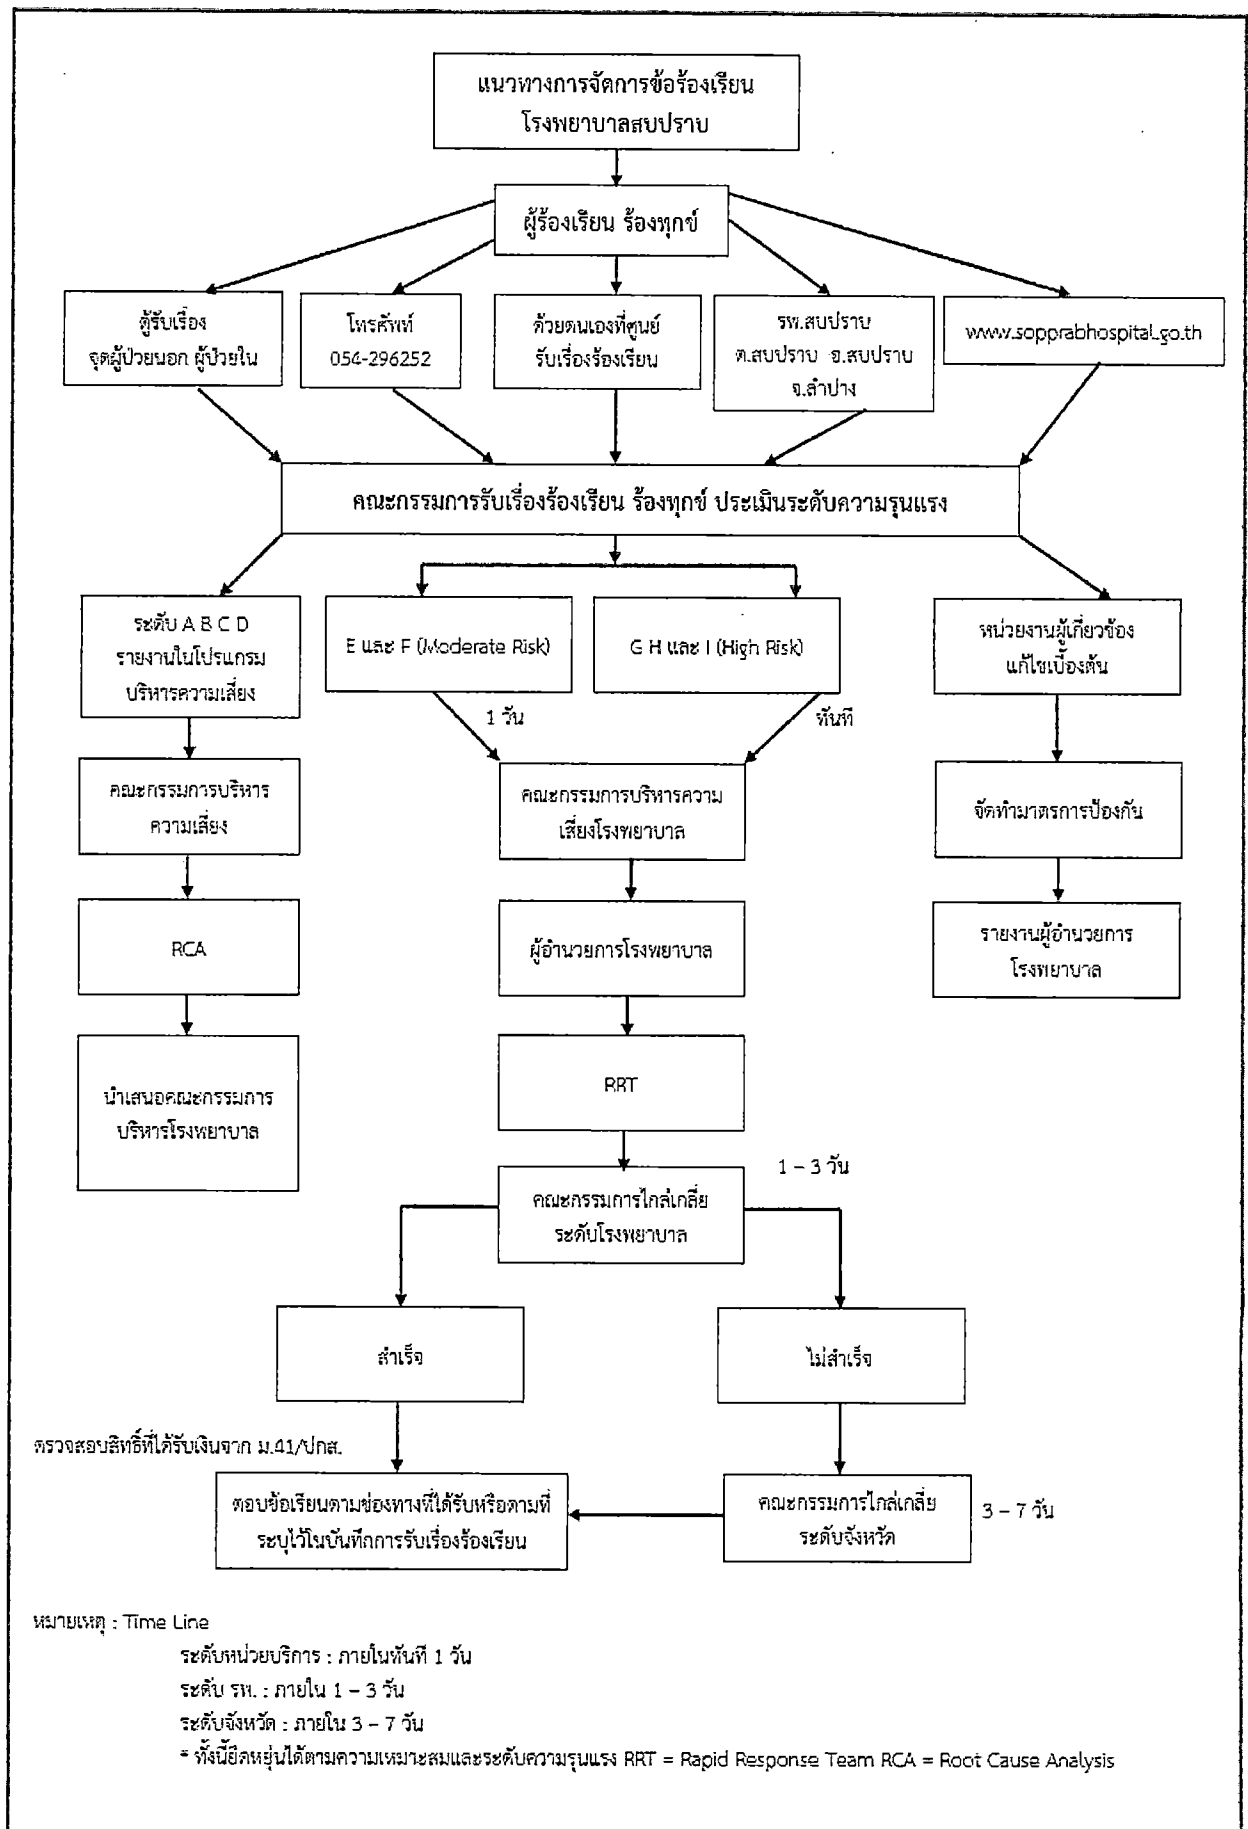 แนวทางการจัดการข้อร้องเรียน
โรงพยาบาลสบปราบ
ผู้ร้องเรียน ร้องทุกข์
ตู้รับเรื่อง
จุดผู้ป่วยนอก ผู้ป่วยใน
โทรศัพท์
054-296252
ด้วยตนเองที่ศูนย์
รับเรื่องร้องเรียน
รพ.สบปราบ
ต.สบปราบ อ.สบปราบ
จ.ลำปาง
www.sopprabhospital.go.th
คณะกรรมการรับเรื่องร้องเรียน ร้องทุกข์ ประเมินระดับความรุนแรง
ระดับ A B C D
รายงานในโปรแกรม
บริหารความเสี่ยง
E และ F (Moderate Risk)
G H และ I (High Risk)
หน่วยงานผู้เกี่ยวข้อง
แก้ไขเบื้องต้น
1 วัน
ทันที
คณะกรรมการบริหาร
ความเสี่ยง
คณะกรรมการบริหารความ
เสี่ยงโรงพยาบาล
จัดทำมาตรการป้องกัน
RCA
ผู้อำนวยการโรงพยาบาล
รายงานผู้อำนวยการ
โรงพยาบาล
นำเสนอคณะกรรมการ
บริหารโรงพยาบาล
RRT
1 – 3 วัน
คณะกรรมการไกล่เกลี่ย
ระดับโรงพยาบาล
สำเร็จ
ไม่สำเร็จ
ตรวจสอบสิทธิ์ที่ได้รับเงินจาก ม.41/ปกส.
ตอบข้อเรียนตามช่องทางที่ได้รับหรือตามที่
ระบุไว้ในบันทึกการรับเรื่องร้องเรียน
คณะกรรมการไกล่เกลี่ย
ระดับจังหวัด
3 – 7 วัน
หมายเหตุ : Time Line
ระดับหน่วยบริการ : ภายในทันที 1 วัน
ระดับ รพ. : ภายใน 1 – 3 วัน
ระดับจังหวัด : ภายใน 3 – 7 วัน
* ทั้งนี้ยืดหยุ่นได้ตามความเหมาะสมและระดับความรุนแรง RRT = Rapid Response Team RCA = Root Cause Analysis